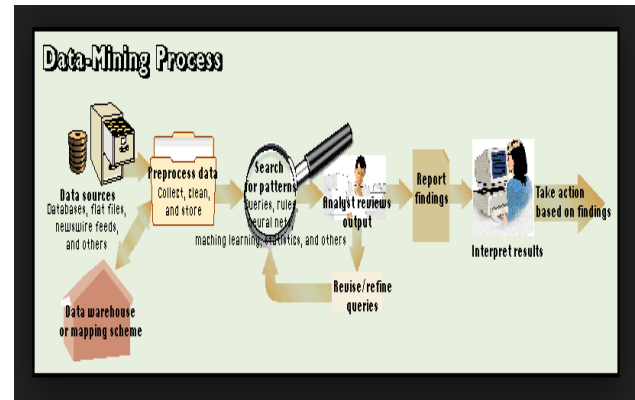 Data-Mining Process
Data sources
Databases, flat files,
newswire feeds,
and others
Preprocess data
Collect, clean,
and store
Data warehouse
or mapping scheme
Search
for patterns
Queries, rules,
neural nets,
maching learning, statistics, and others
Analyst reviews
output
Revise/refine
queries
Report
findings
Interpret results
Take action
based on findings